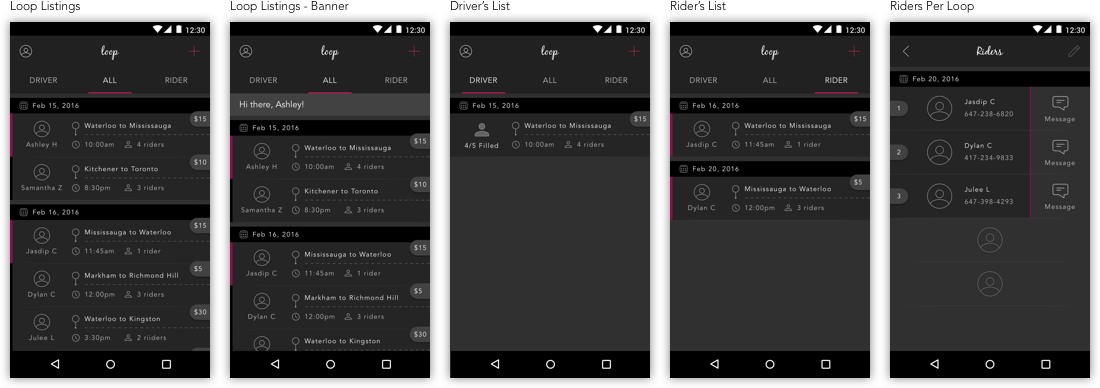 Loop Listings
12:30
loop
DRIVER ALL RIDER
Feb 15, 2016
$15
Waterloo to Mississauga
Ashley H 10:00am 4 riders
$10
Kitchener to Toronto
Samantha Z 8:30pm 3 riders
Feb 16, 2016
$15
Mississauga to Waterloo
Jasdip C 11:45am 1 rider
$5
Markham to Richmond Hill
Dylan C 12:00pm 3 riders
$30
Waterloo to Kingston
Julee L 3:30pm 2 riiders
Loop Listings - Banner
12:30
loop
DRIVER ALL RIDER
Hi there, Ashley!
Feb 15, 2016
$15
Waterloo to Mississauga
Ashley H 10:00am 4 riders
$10
Kitchener to Toronto
Samantha Z 8:30pm 3 riders
Feb 16, 2016
$15
Mississauga to Waterloo
Jasdip C 11:45am 1 rider
$5
Markham to Richmond Hill
Dylan C 12:00pm 3 riders
$30
Waterloo to Kingston
Driver's List
12:30
loop
DRIVER ALL RIDER
Feb 15, 2016
$15
Waterloo to Mississauga
4/5 Filled 10:00am 4 riders
Rider's List
12:30
loop
DRIVER ALL RIDER
Feb 16, 2016
$15
Waterloo to Mississauga
Jasdip C 11:45am 1 rider
Feb 20, 2016
$5
Mississauga to Waterloo
Dylan C 12:00pm 3 riders
Riders Per Loop
12:30
Riders
Feb 20, 2016
1 Jasdip C
647-238-6820 Message
2 Dylan C
417-234-9833 Message
3 Julee L
647-398-4293 Message